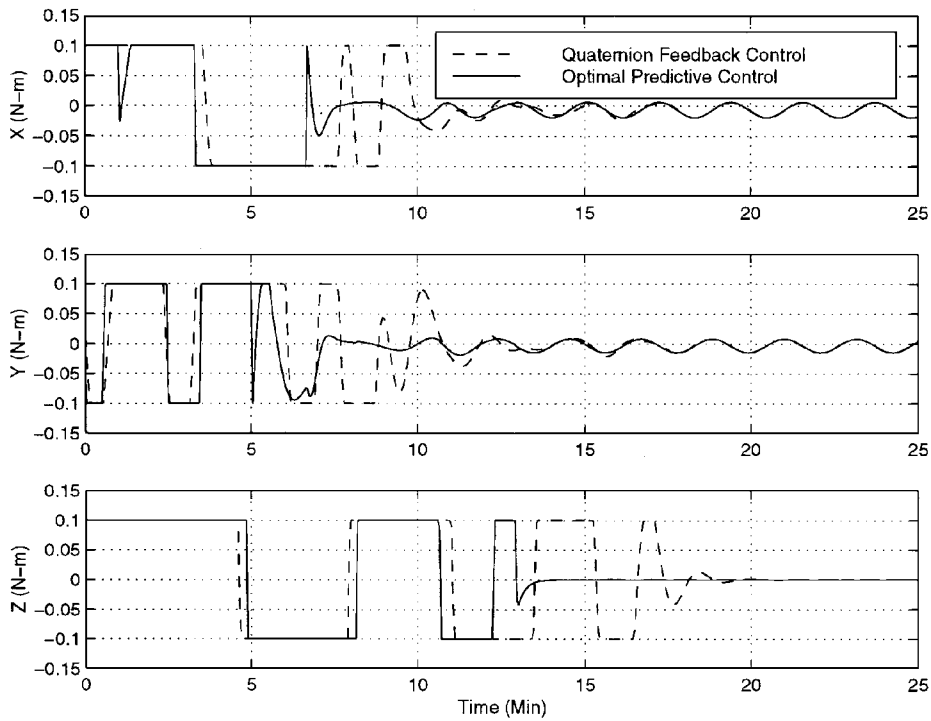 0.15
0.1
0.05
0
−0.05
−0.1
−0.15
X (N−m)
Quaternion Feedback Control
Optimal Predictive Control
0 5 10 15 20 25
0.15
0.1
0.05
0
−0.05
−0.1
−0.15
Y (N−m)
0 5 10 15 20 25
0.15
0.1
0.05
0
−0.05
−0.1
−0.15
Z (N−m)
0 5 10 15 20 25
Time (Min)